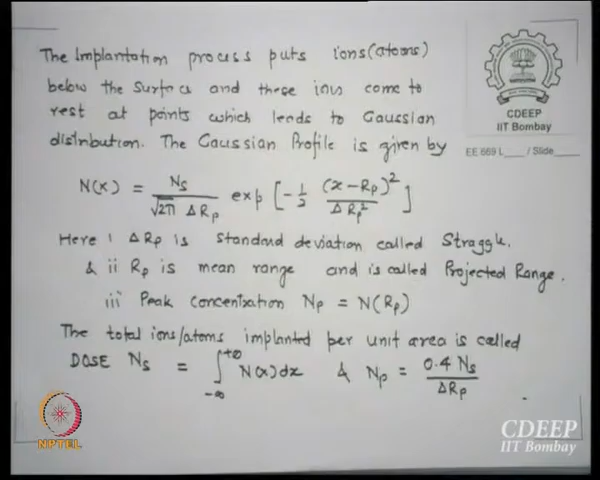 The Implantation process puts ions(atoms)
below the Surface and these ions come to
rest at points which leads to Gaussian
distribution. The Gaussian Profile is given by
N(x) = Ns / √2π ΔRp exp [ -1/2 (x-Rp)² / ΔRp² ]
Here i ΔRp is Standard deviation called Straggle.
& ii Rp is mean range and is called Projected Range.
iii Peak concentration Np = N(Rp)
The total ions/atoms implanted per unit area is called
DOSE Ns = ∫ -∞ +∞ N(x)dx & Np = 0.4 Ns / ΔRp
CDEEP
IIT Bombay
EE 669 L____ / Slide____
NPTEL
CDEEP
IIT Bombay